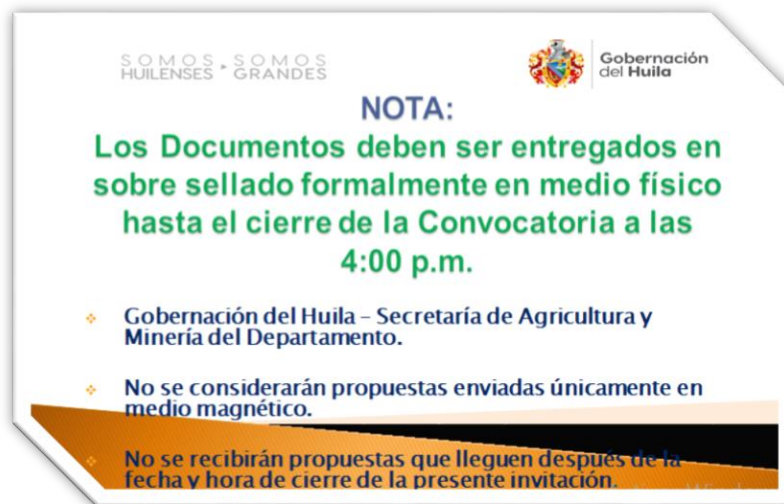 SOMOS SOMOS
HUILENSES GRANDES
Gobernación
del Huila
NOTA:
Los Documentos deben ser entregados en
sobre sellado formalmente en medio físico
hasta el cierre de la Convocatoria a las
4:00 p.m.
Gobernación del Huila – Secretaría de Agricultura y
Minería del Departamento.
No se considerarán propuestas enviadas únicamente en
medio magnético.
No se recibirán propuestas que lleguen después de la
fecha y hora de cierre de la presente invitación.